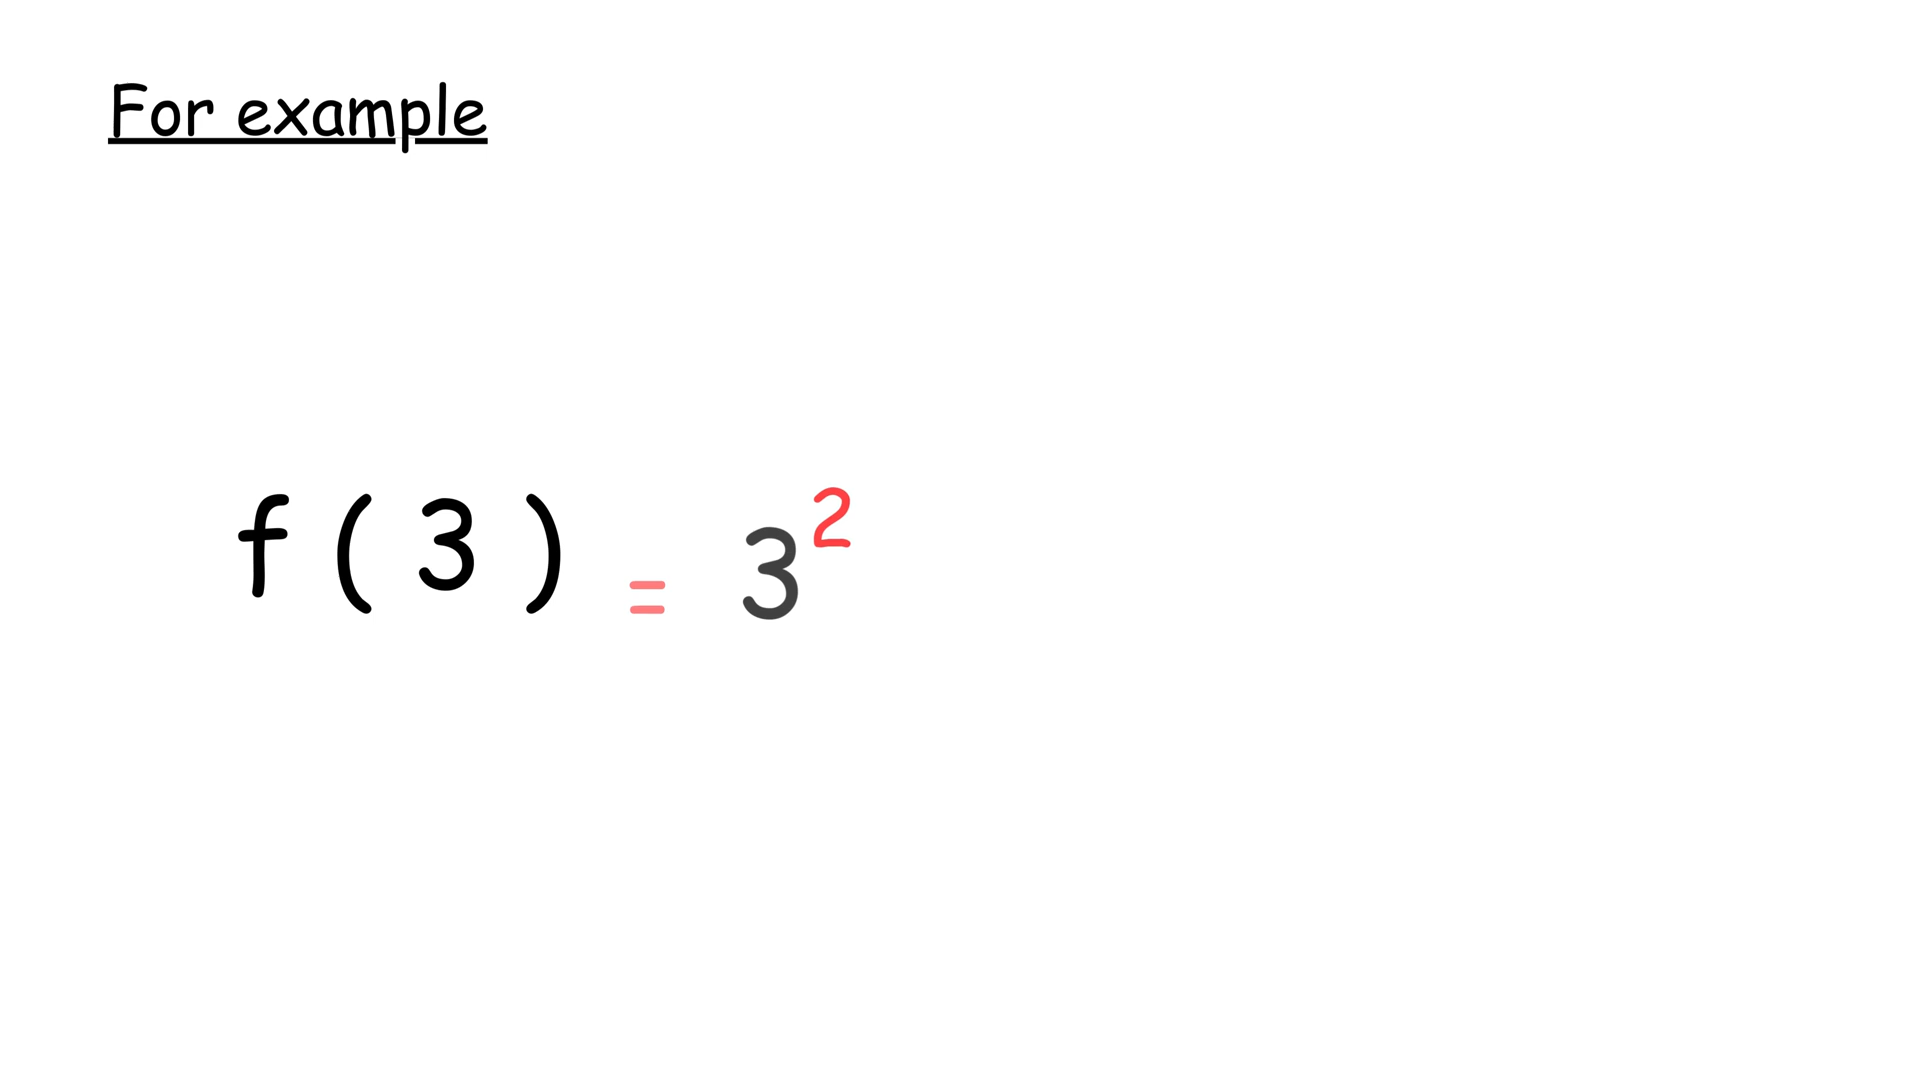 For example
f(3) = 3²